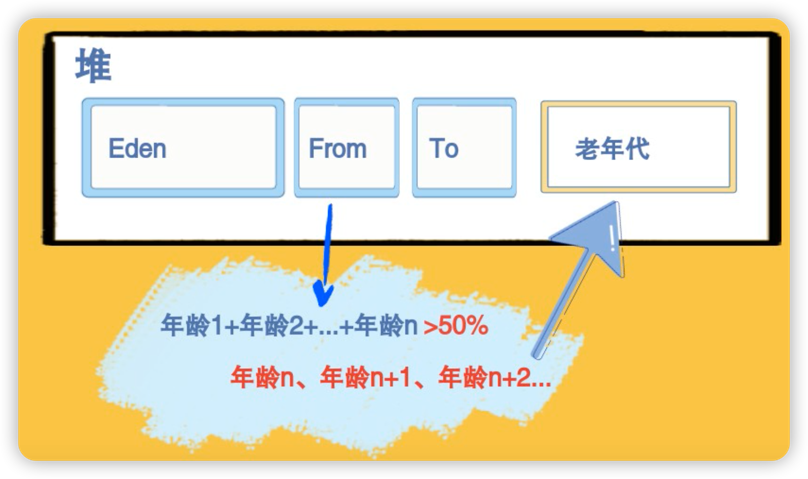 堆
Eden
From
To
老年代
年龄1+年龄2+...+年龄n >50%
年龄n、年龄n+1、年龄n+2...